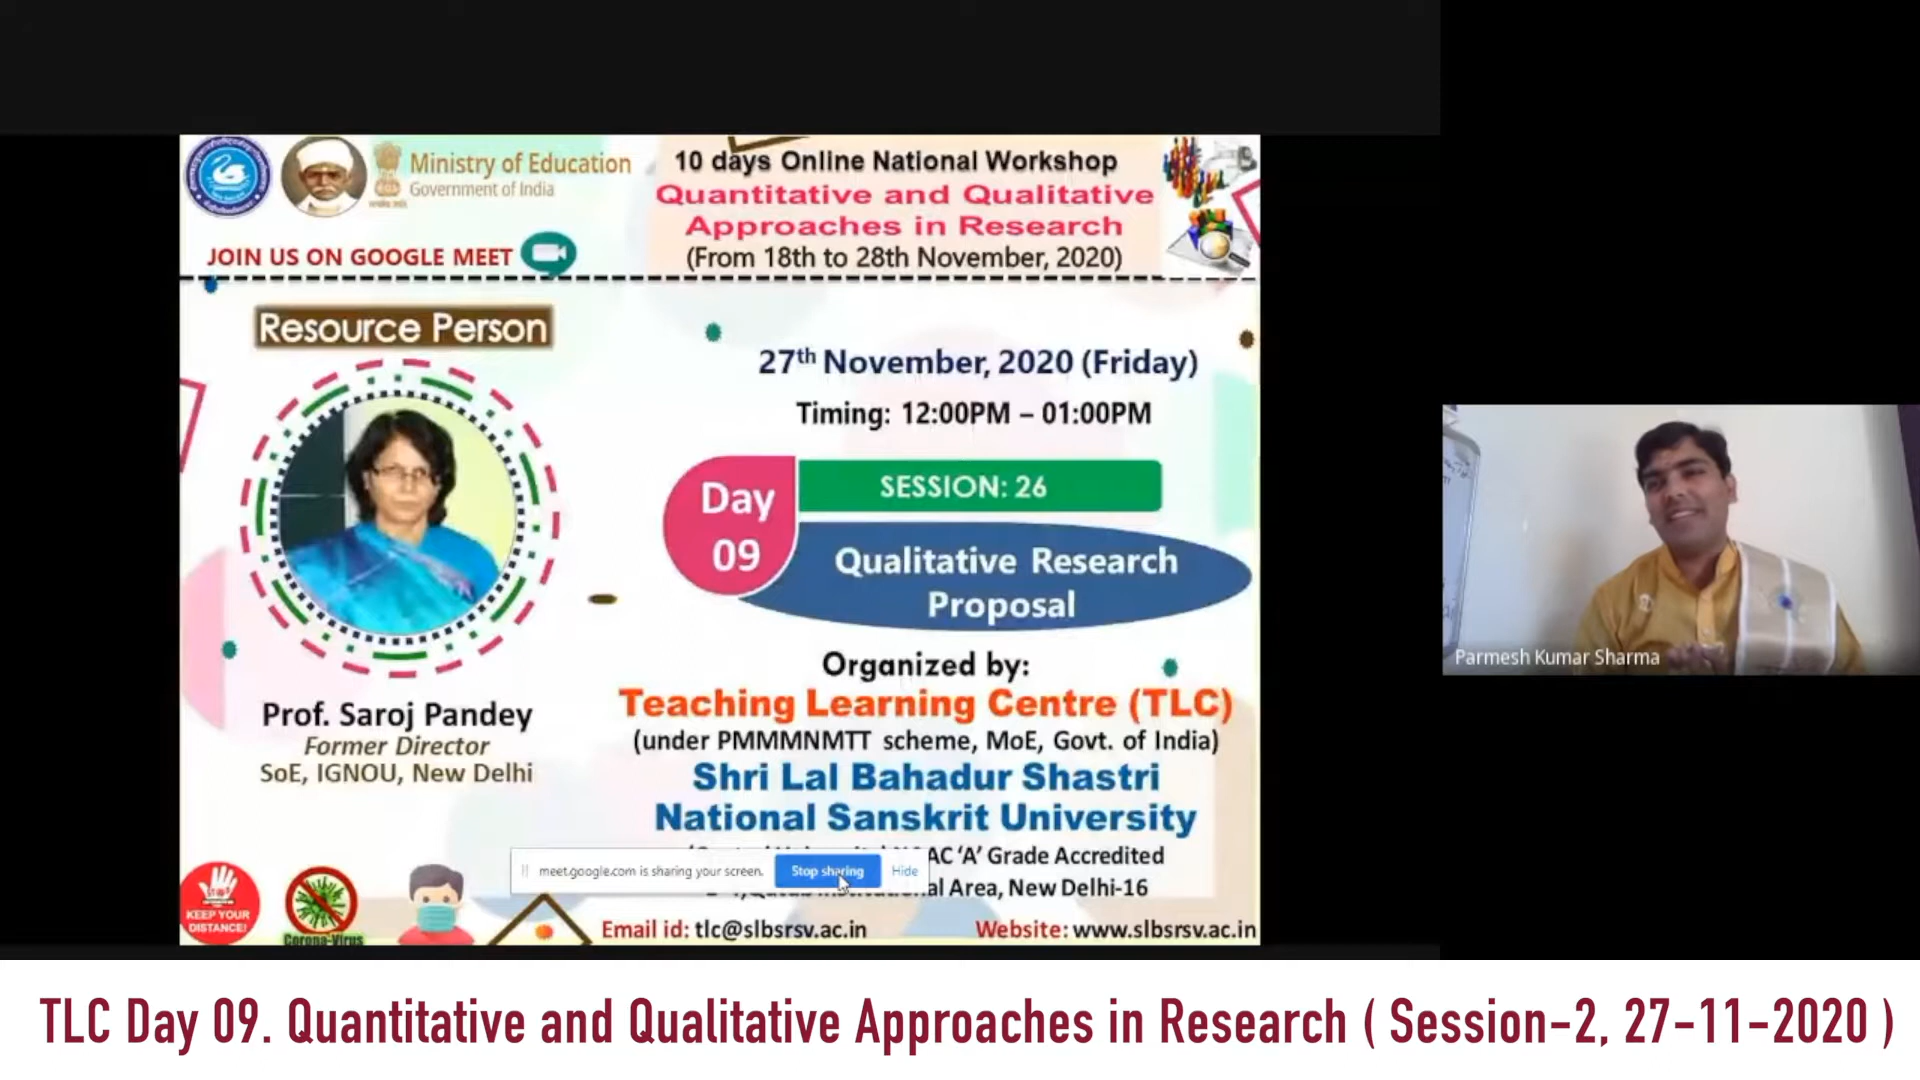 Ministry of Education
Government of India
JOIN US ON GOOGLE MEET
10 days Online National Workshop
Quantitative and Qualitative
Approaches in Research
(From 18th to 28th November, 2020)
Resource Person
Prof. Saroj Pandey
Former Director
SoE, IGNOU, New Delhi
27th November, 2020 (Friday)
Timing: 12:00PM – 01:00PM
Day
09
SESSION: 26
Qualitative Research
Proposal
Organized by:
Teaching Learning Centre (TLC)
(under PMMMNMTT scheme, MoE, Govt. of India)
Shri Lal Bahadur Shastri
National Sanskrit University
AC 'A' Grade Accredited
al Area, New Delhi-16
meet.google.com is sharing your screen.
Stop sharing
Hide
STOP
KEEP YOUR
DISTANCE!
Corona-Virus
Email id: tlc@slbsrsv.ac.in
Website: www.slbsrsv.ac.in
Parmesh Kumar Sharma
TLC Day 09. Quantitative and Qualitative Approaches in Research ( Session-2, 27-11-2020 )